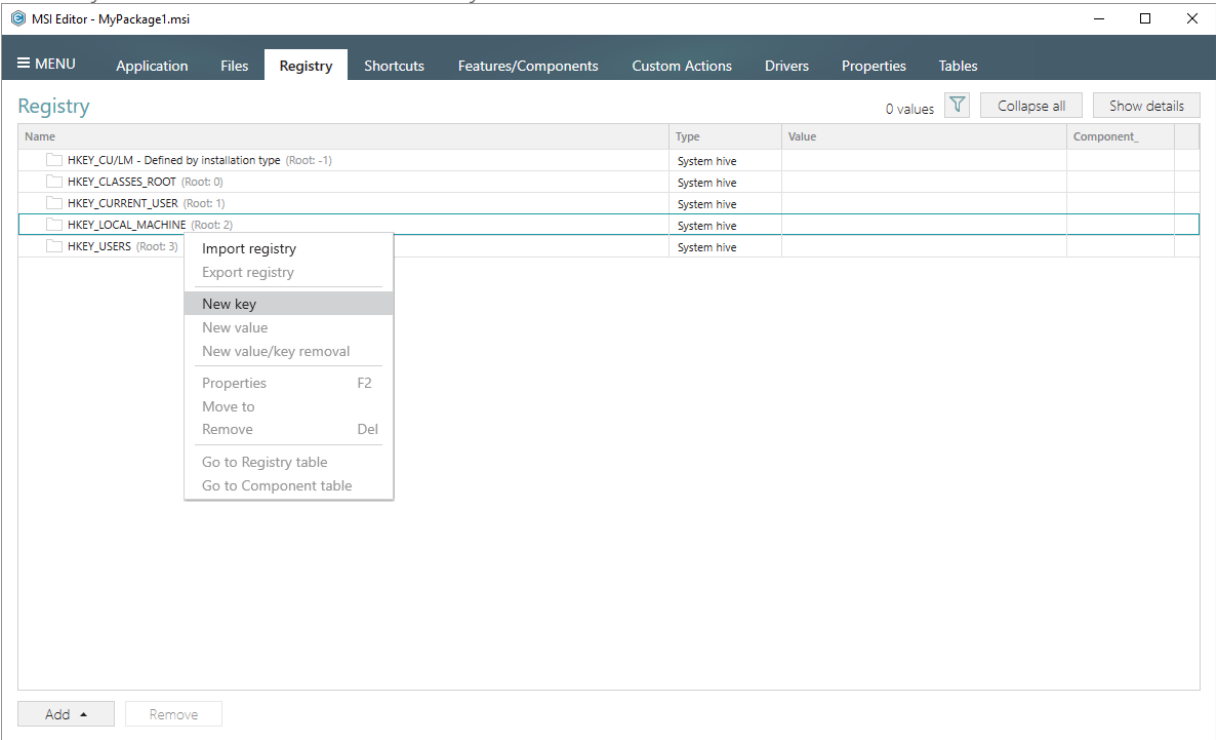 MSI Editor - MyPackage1.msi
MENU Application Files Registry Shortcuts Features/Components Custom Actions Drivers Properties Tables
Registry 0 values Collapse all Show details
Name Type Value Component_
HKEY_CU/LM - Defined by installation type (Root: -1) System hive
HKEY_CLASSES_ROOT (Root: 0) System hive
HKEY_CURRENT_USER (Root: 1) System hive
HKEY_LOCAL_MACHINE (Root: 2) System hive
HKEY_USERS (Root: 3) System hive
Import registry
Export registry
New key
New value
New value/key removal
Properties F2
Move to
Remove Del
Go to Registry table
Go to Component table
Add Remove